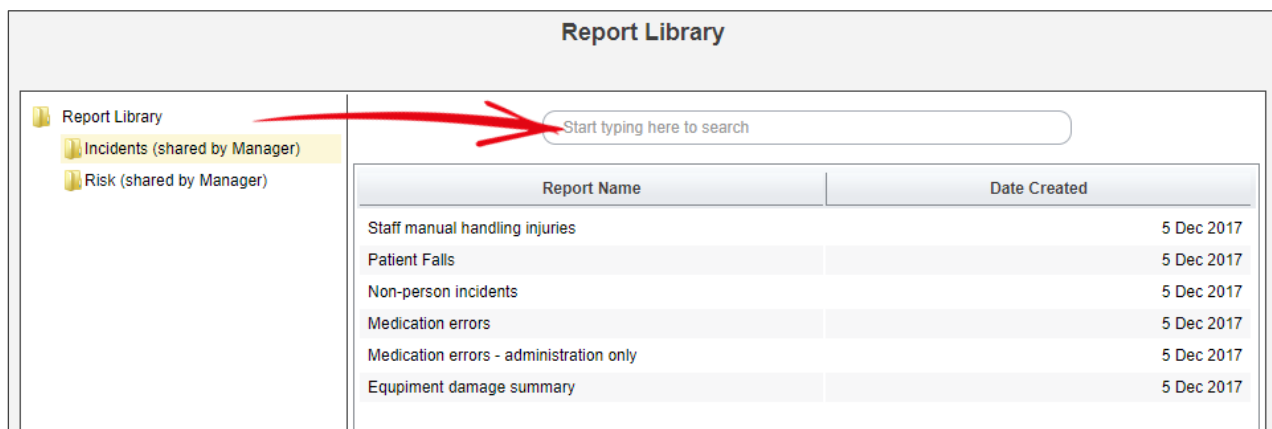 Report Library
Report Library
Incidents (shared by Manager)
Risk (shared by Manager)
Start typing here to search
Report Name Date Created
Staff manual handling injuries 5 Dec 2017
Patient Falls 5 Dec 2017
Non-person incidents 5 Dec 2017
Medication errors 5 Dec 2017
Medication errors - administration only 5 Dec 2017
Equpiment damage summary 5 Dec 2017